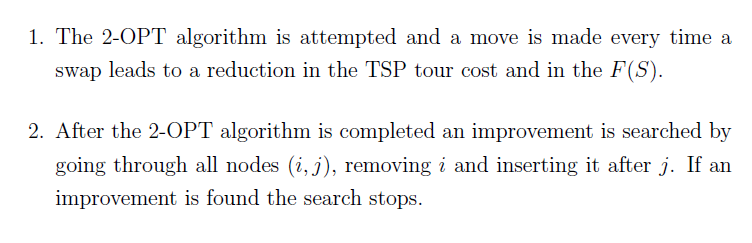 1. The 2-OPT algorithm is attempted and a move is made every time a
swap leads to a reduction in the TSP tour cost and in the F(S).
2. After the 2-OPT algorithm is completed an improvement is searched by
going through all nodes (i, j), removing i and inserting it after j. If an
improvement is found the search stops.